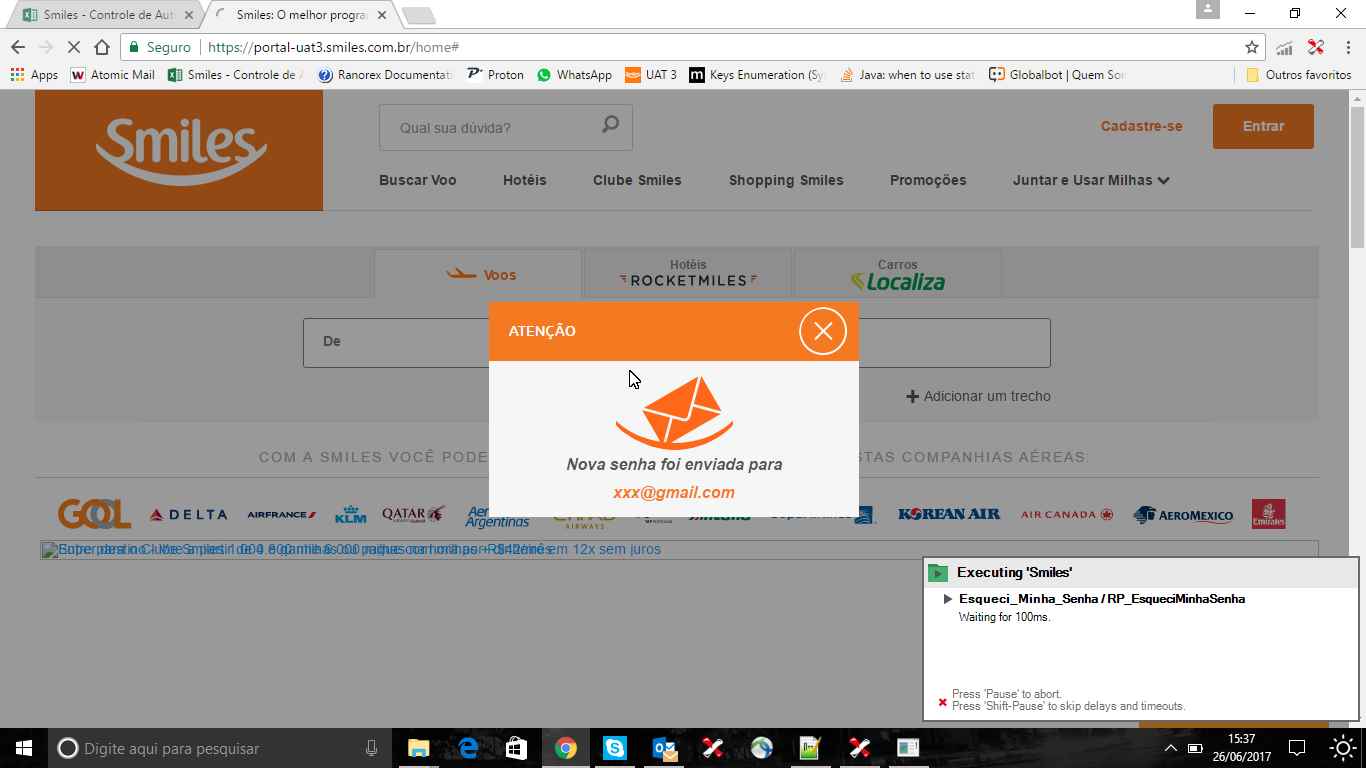 Smiles - Controle de Aut
Smiles: O melhor progra
Seguro
https://portal-uat3.smiles.com.br/home#
Apps
Atomic Mail
Smiles - Controle de A
Ranorex Documentati
Proton
WhatsApp
UAT 3
Keys Enumeration (Sy
Java: when to use stat
Globalbot | Quem Som
Outros favoritos
Smiles
Qual sua dúvida?
Cadastre-se
Entrar
Buscar Voo
Hotéis
Clube Smiles
Shopping Smiles
Promoções
Juntar e Usar Milhas
Voos
Hotéis
ROCKETMILES
Carros
Localiza
ATENÇÃO
De
Adicionar um trecho
Nova senha foi enviada para
xxx@gmail.com
COM A SMILES VOCÊ PODE
STAS COMPANHIAS AÉREAS:
GOL
DELTA
AIRFRANCE
KLM
QATAR
Aerolíneas
Argentinas
AIRWAYS
KOREAN AIR
AIR CANADA
AEROMEXICO
Emirates
em 12x sem juros
Executing 'Smiles'
Esqueci_Minha_Senha / RP_EsqueciMinhaSenha
Waiting for 100ms.
Press 'Pause' to abort.
Press 'Shift-Pause' to skip delays and timeouts.
Digite aqui para pesquisar
15:37
26/06/2017